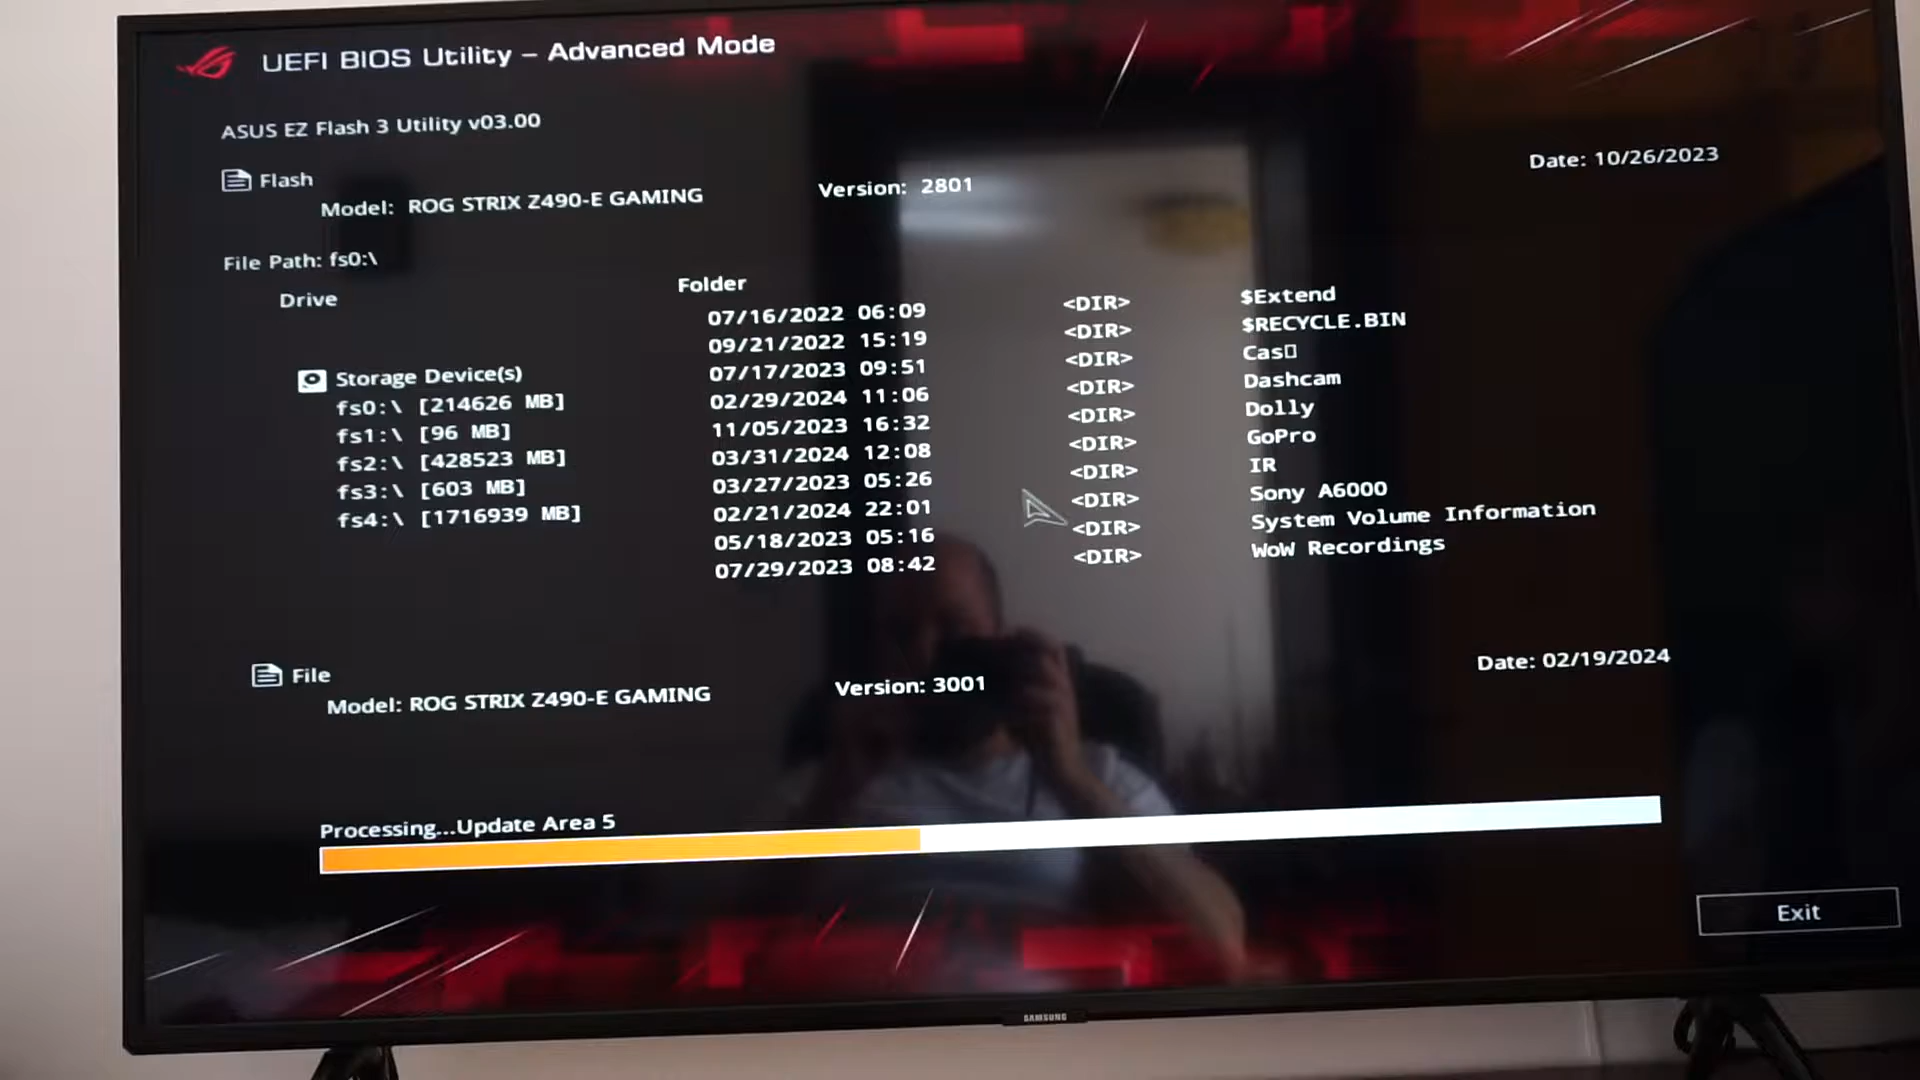 UEFI BIOS Utility – Advanced Mode
ASUS EZ Flash 3 Utility v03.00
Flash
Model: ROG STRIX Z490-E GAMING Version: 2801 Date: 10/26/2023
File Path: fs0:\
Drive Folder
07/16/2022 06:09 <DIR> $Extend
09/21/2022 15:19 <DIR> $RECYCLE.BIN
Storage Device(s) 07/17/2023 09:51 <DIR> Cas▯
fs0:\ [214626 MB] 02/29/2024 11:06 <DIR> Dashcam
fs1:\ [96 MB] 11/05/2023 16:32 <DIR> Dolly
fs2:\ [428523 MB] 03/31/2024 12:08 <DIR> GoPro
fs3:\ [603 MB] 03/27/2023 05:26 <DIR> IR
fs4:\ [1716939 MB] 02/21/2024 22:01 <DIR> Sony A6000
05/18/2023 05:16 <DIR> System Volume Information
07/29/2023 08:42 <DIR> WoW Recordings
File
Model: ROG STRIX Z490-E GAMING Version: 3001 Date: 02/19/2024
Processing...Update Area 5
Exit
SAMSUNG